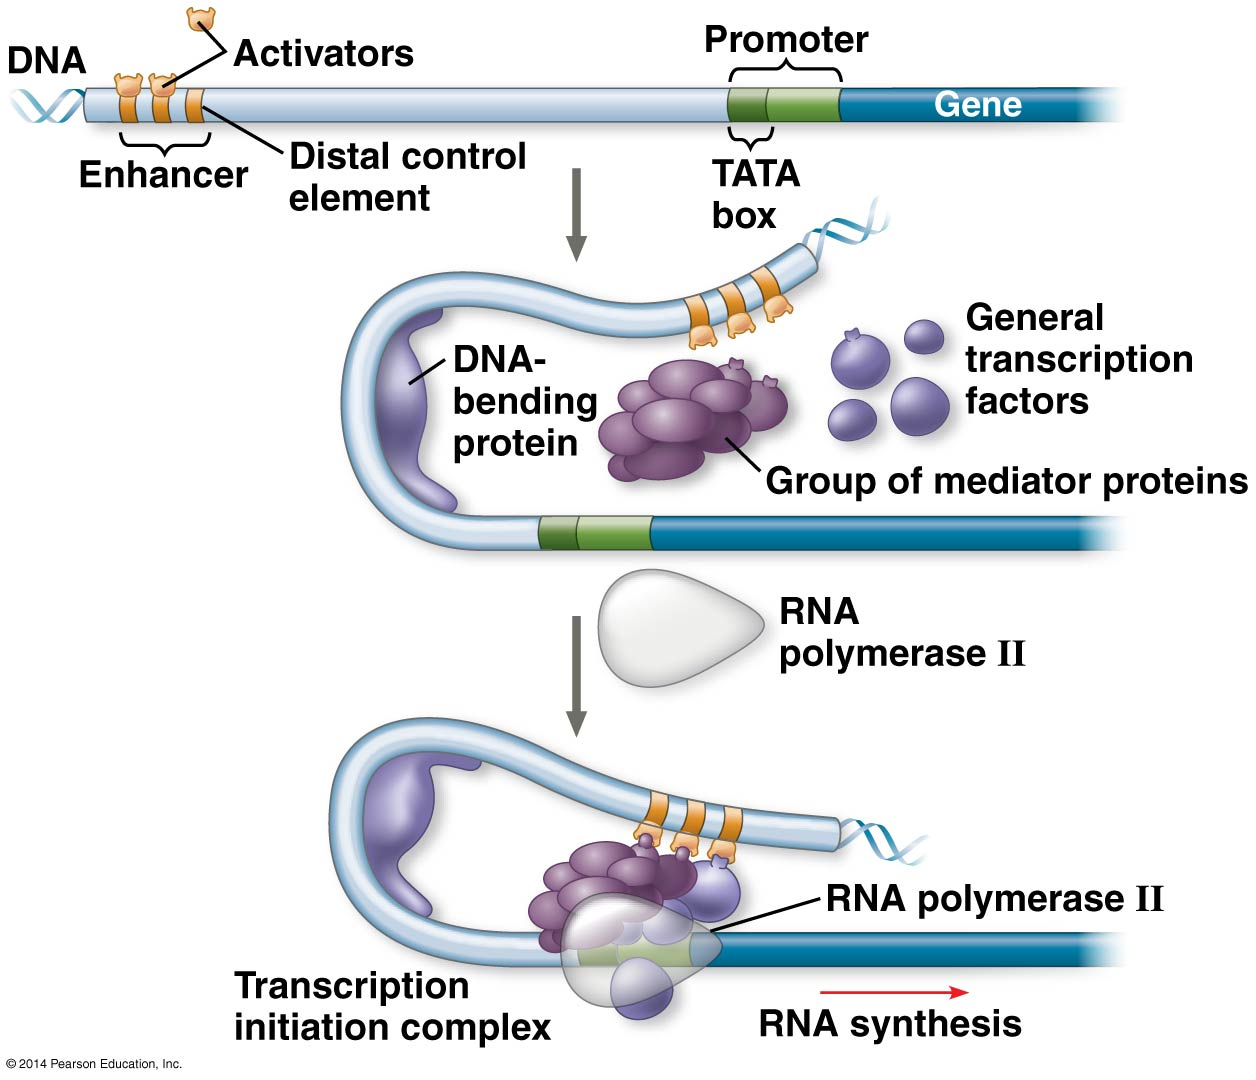 DNA
Activators
Promoter
Gene
Enhancer
Distal control
element
TATA
box
DNA-
bending
protein
General
transcription
factors
Group of mediator proteins
RNA
polymerase II
RNA polymerase II
Transcription
initiation complex
RNA synthesis
© 2014 Pearson Education, Inc.